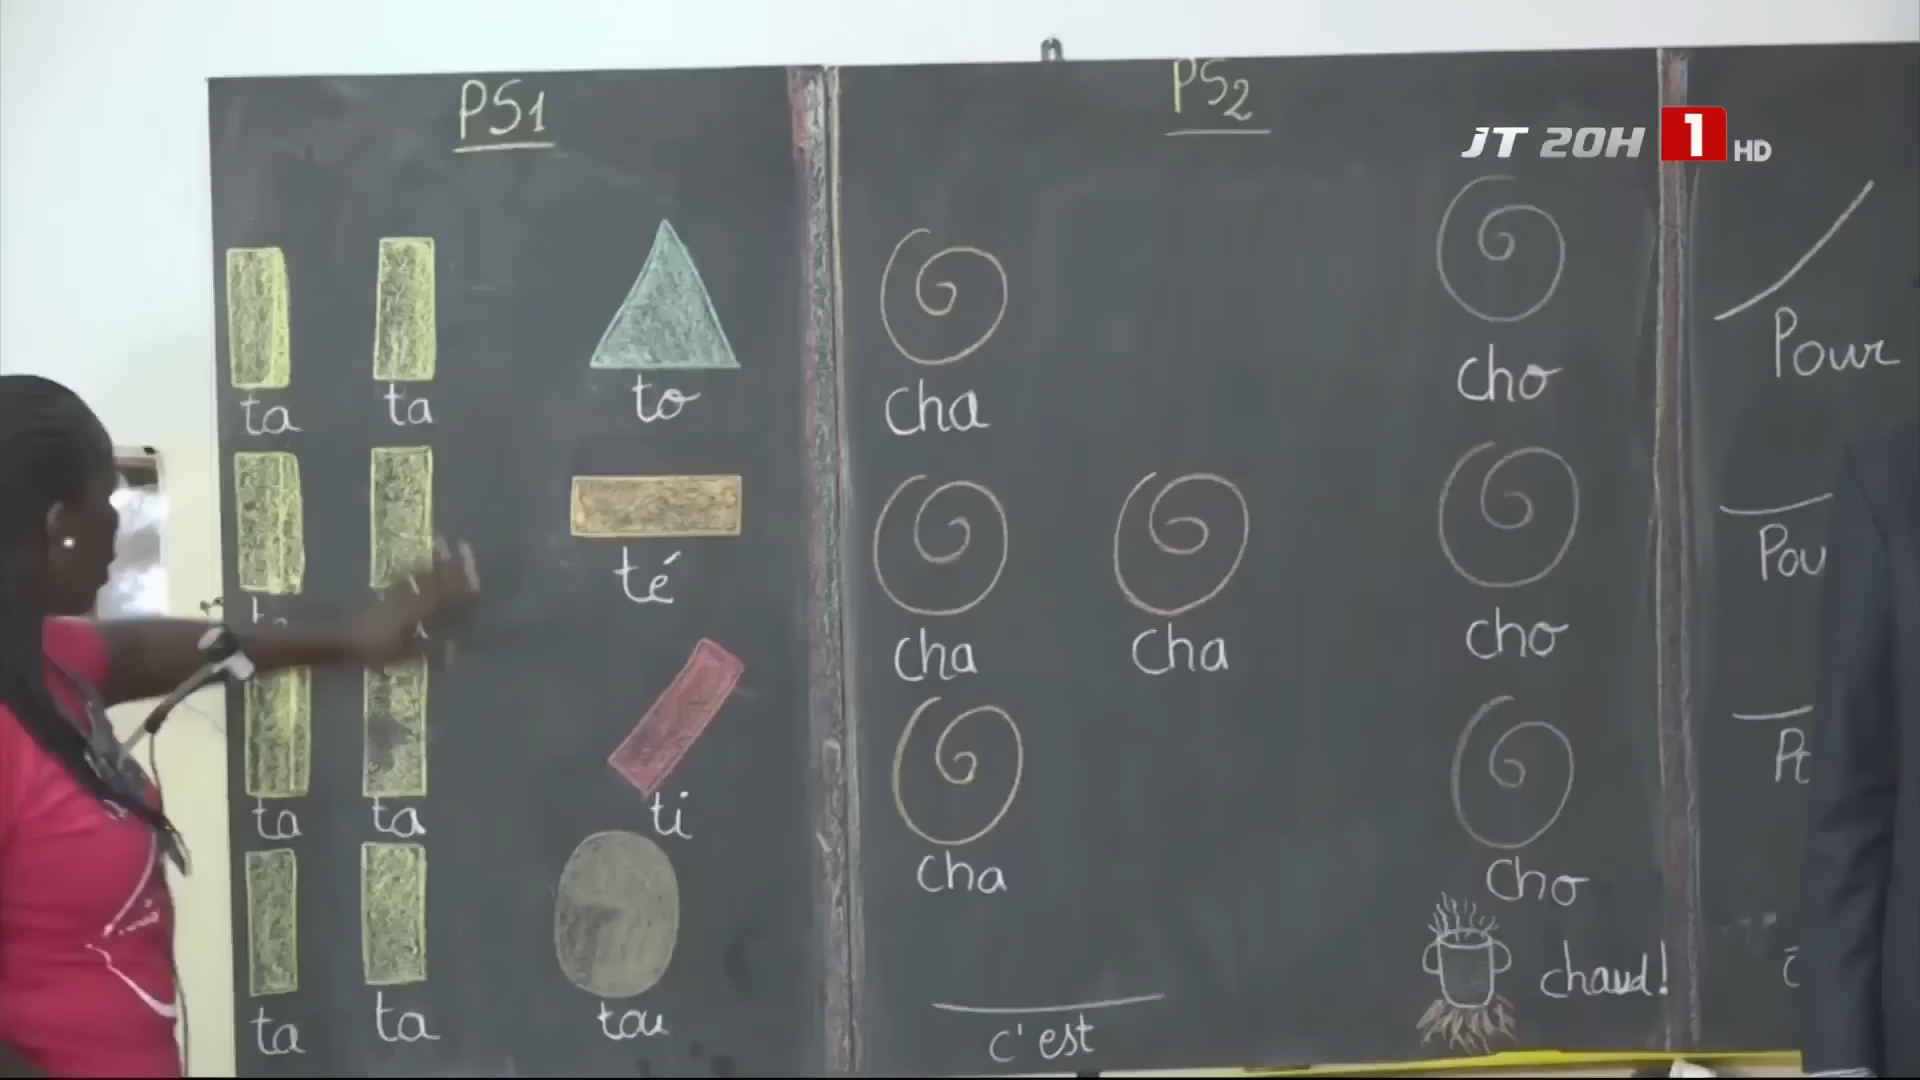 PS1
ta ta to
té
ta ta ti
ta ta tou
PS2
cha cho
cha cha cho
cha cho
chaud!
c'est
Pour
JT 20H 1 HD